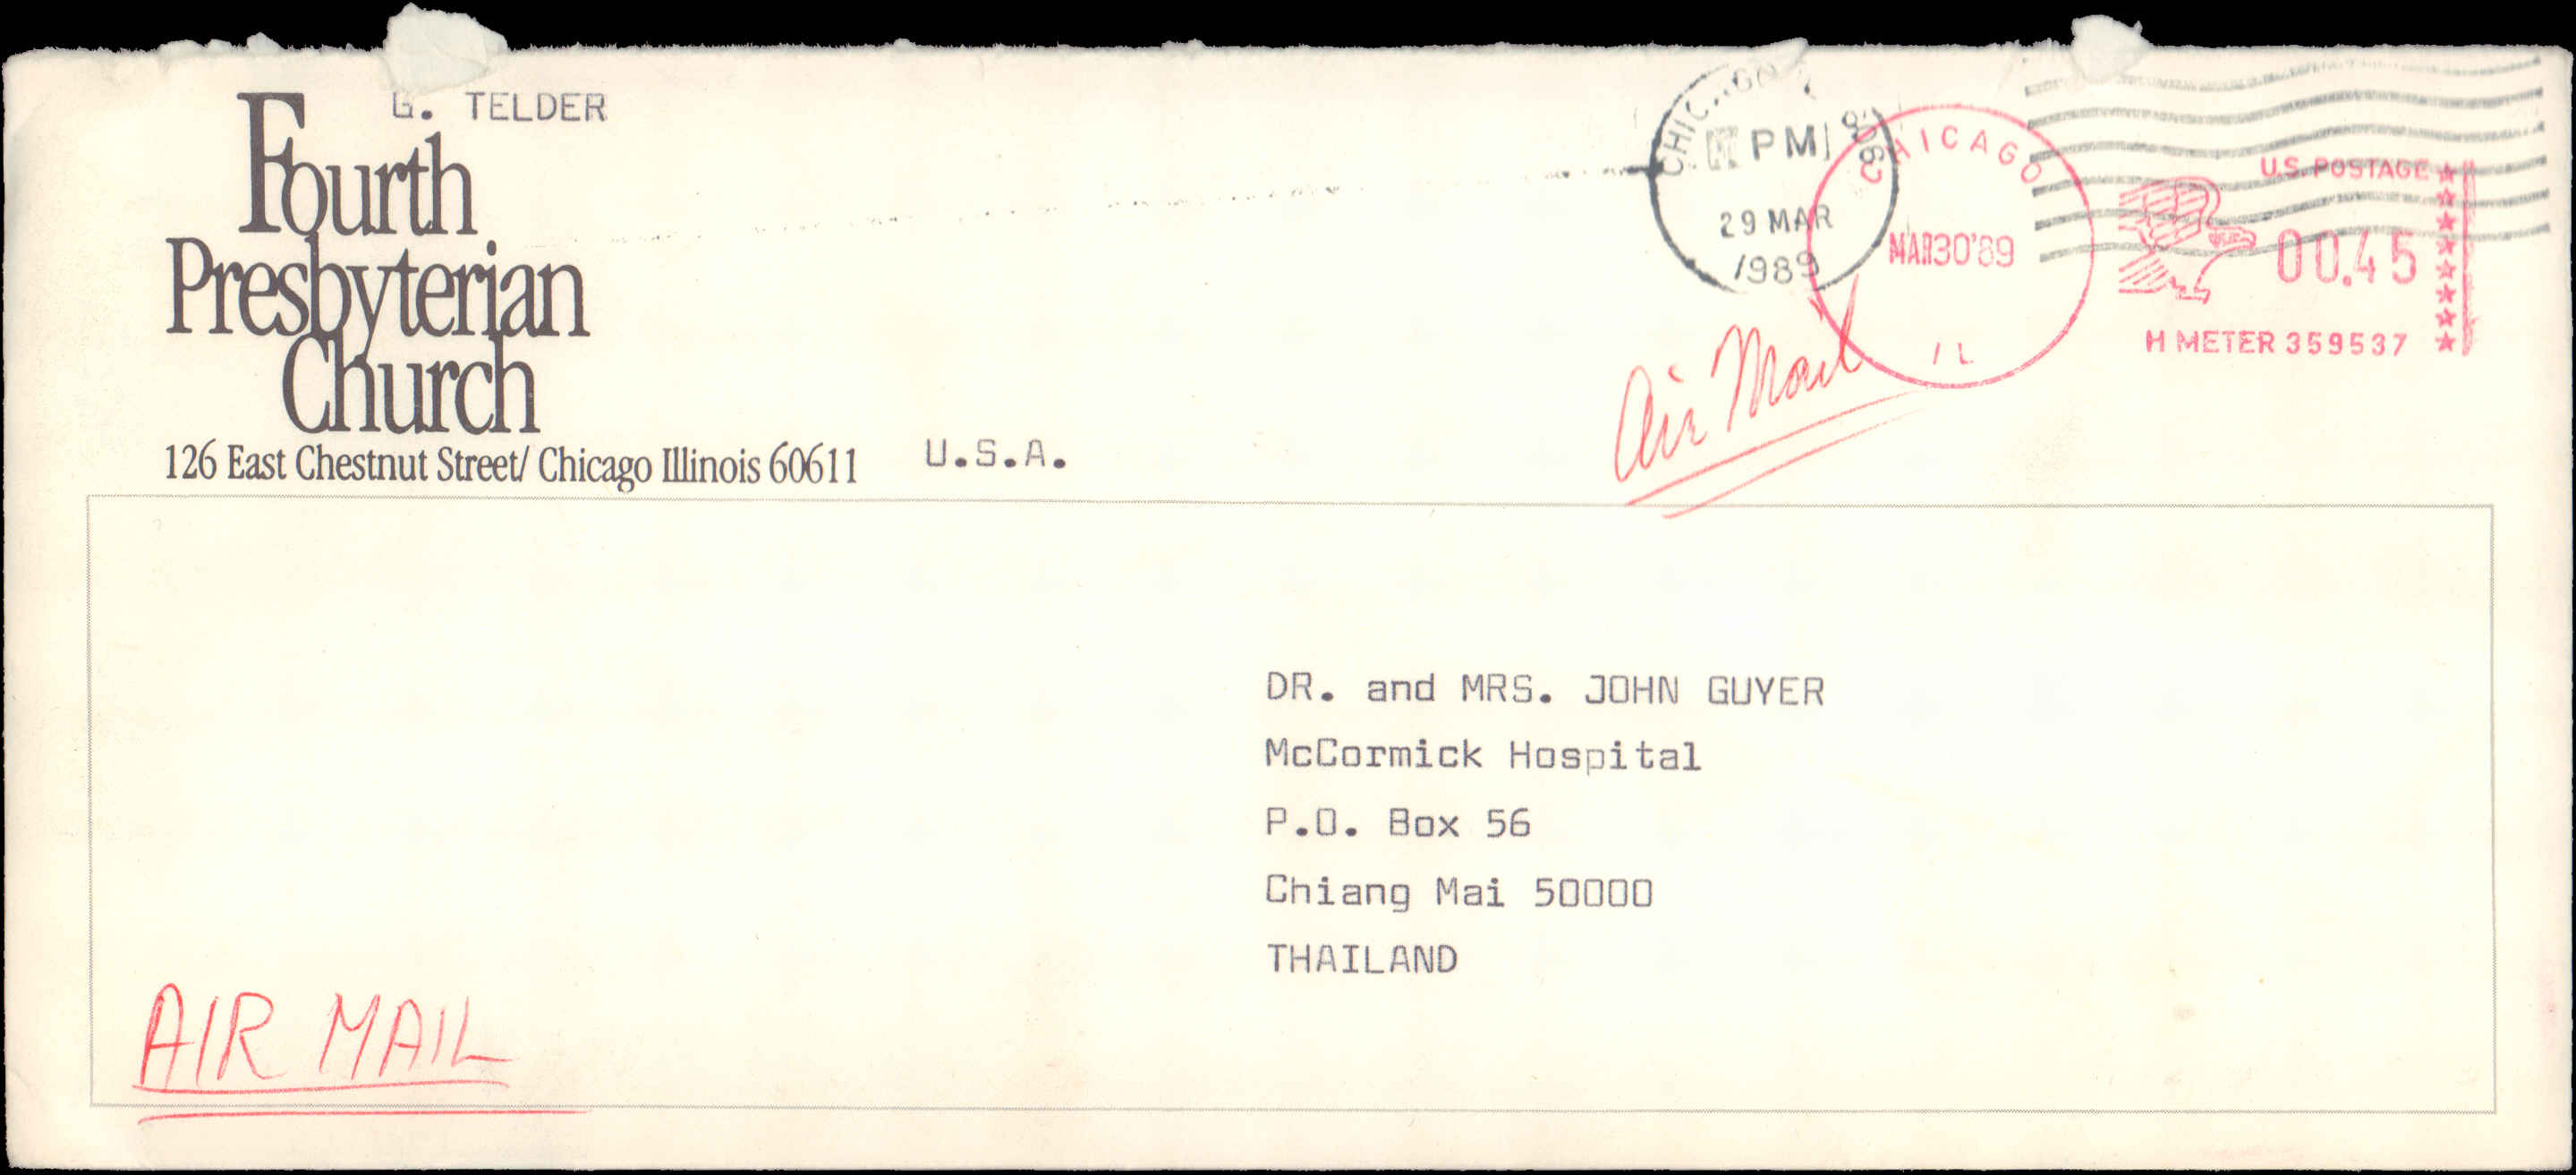 G. TELDER
Fourth
Presbyterian
Church
126 East Chestnut Street/ Chicago Illinois 60611 U.S.A.
PM
29 MAR
1989
CHICAGO
MAR30'89
IL
U.S. POSTAGE
00.45
H METER 359537
Air Mail
DR. and MRS. JOHN GUYER
McCormick Hospital
P.O. Box 56
Chiang Mai 50000
THAILAND
AIR MAIL